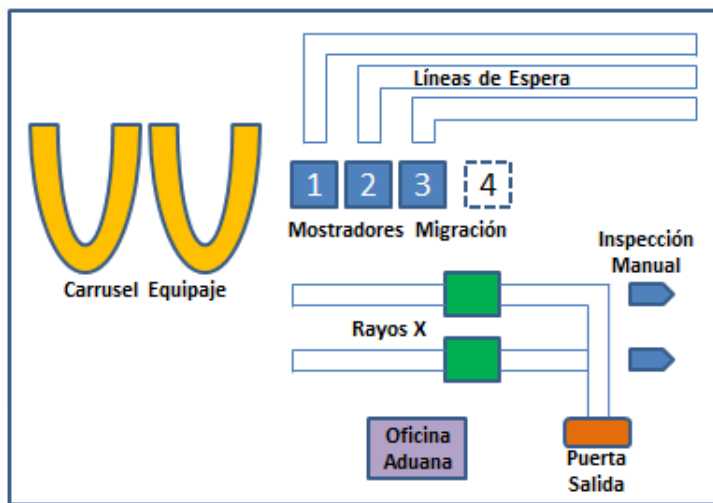 Líneas de Espera
1 2 3 4
Mostradores Migración
Carrusel Equipaje
Inspección
Manual
Rayos X
Oficina
Aduana
Puerta
Salida